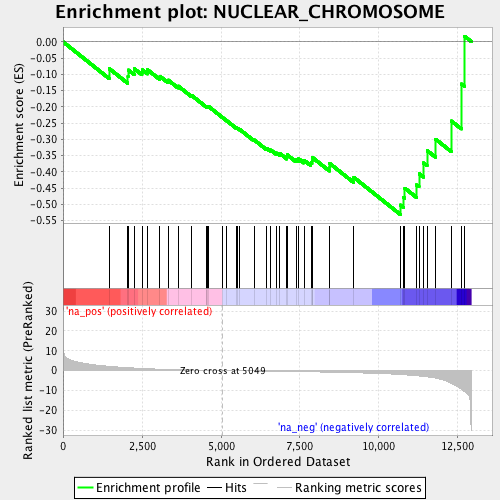 Enrichment plot: NUCLEAR_CHROMOSOME
Enrichment score (ES)
0.00
-0.05
-0.10
-0.15
-0.20
-0.25
-0.30
-0.35
-0.40
-0.45
-0.50
-0.55
'na_pos' (positively correlated)
Ranked list metric (PreRanked)
30
20
10
0
-10
-20
-30
Zero cross at 5049
'na_neg' (negatively correlated)
0 2,500 5,000 7,500 10,000 12,500
Rank in Ordered Dataset
Enrichment profile Hits Ranking metric scores